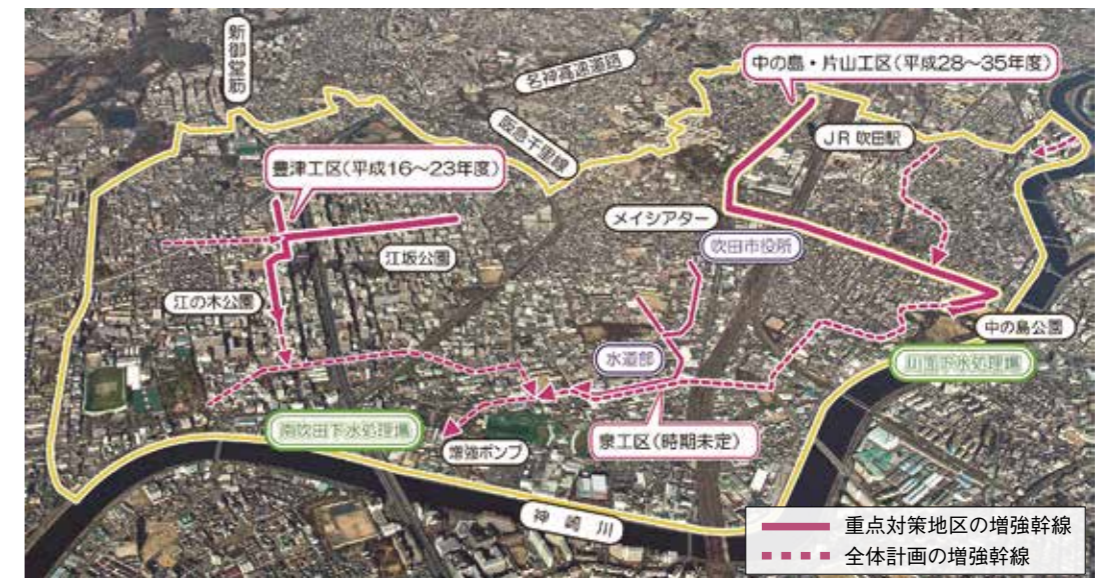 新御堂筋
名神高速道路
中の島・片山工区(平成28～35年度)
阪急千里線
JR吹田駅
豊津工区(平成16～23年度)
メイシアター
吹田市役所
江坂公園
江の木公園
中の島公園
水道部
川面下水処理場
南吹田下水処理場
増強ポンプ
泉工区(時期未定)
神崎川
重点対策地区の増強幹線
全体計画の増強幹線